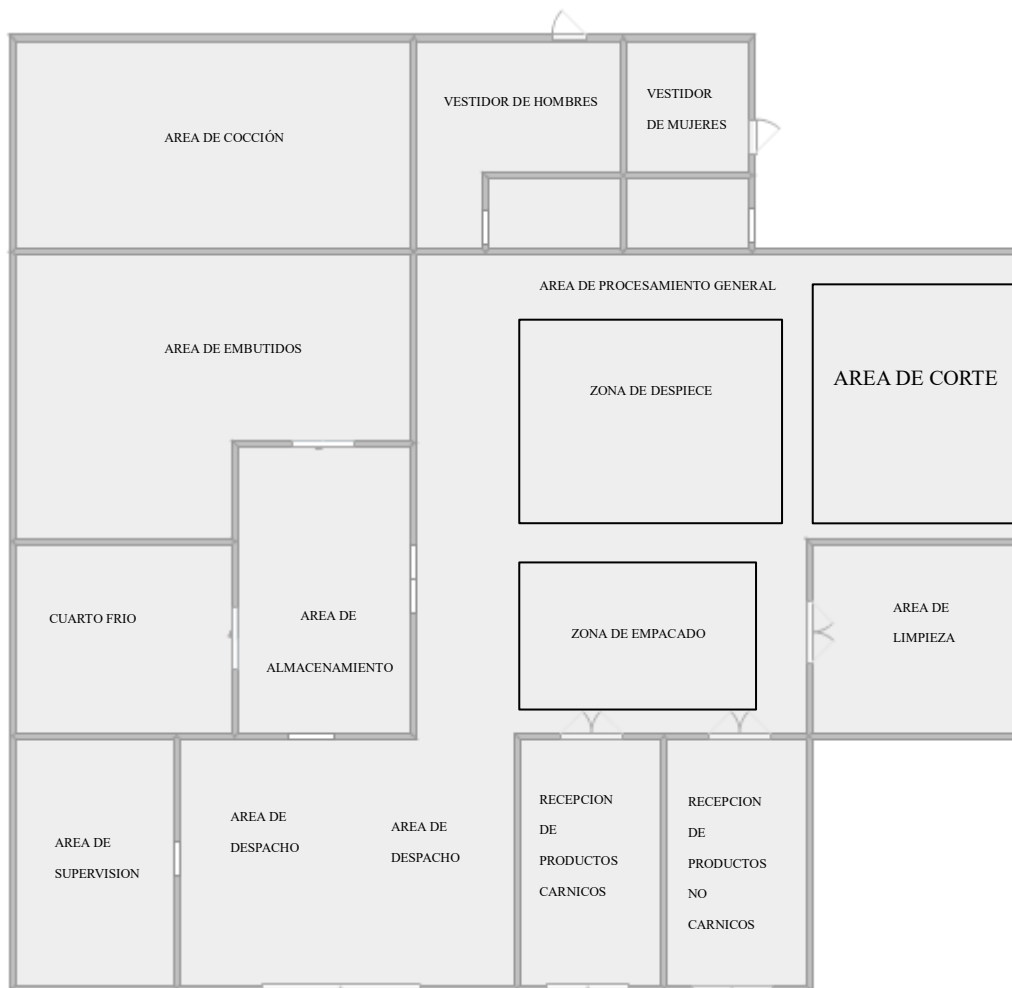 VESTIDOR DE HOMBRES
VESTIDOR
DE MUJERES
AREA DE COCCIÓN
AREA DE PROCESAMIENTO GENERAL
AREA DE EMBUTIDOS
ZONA DE DESPIECE
AREA DE CORTE
CUARTO FRIO
AREA DE
ALMACENAMIENTO
ZONA DE EMPACADO
AREA DE
LIMPIEZA
AREA DE
SUPERVISION
AREA DE
DESPACHO
AREA DE
DESPACHO
RECEPCION
DE
PRODUCTOS
CARNICOS
RECEPCION
DE
PRODUCTOS
NO
CARNICOS